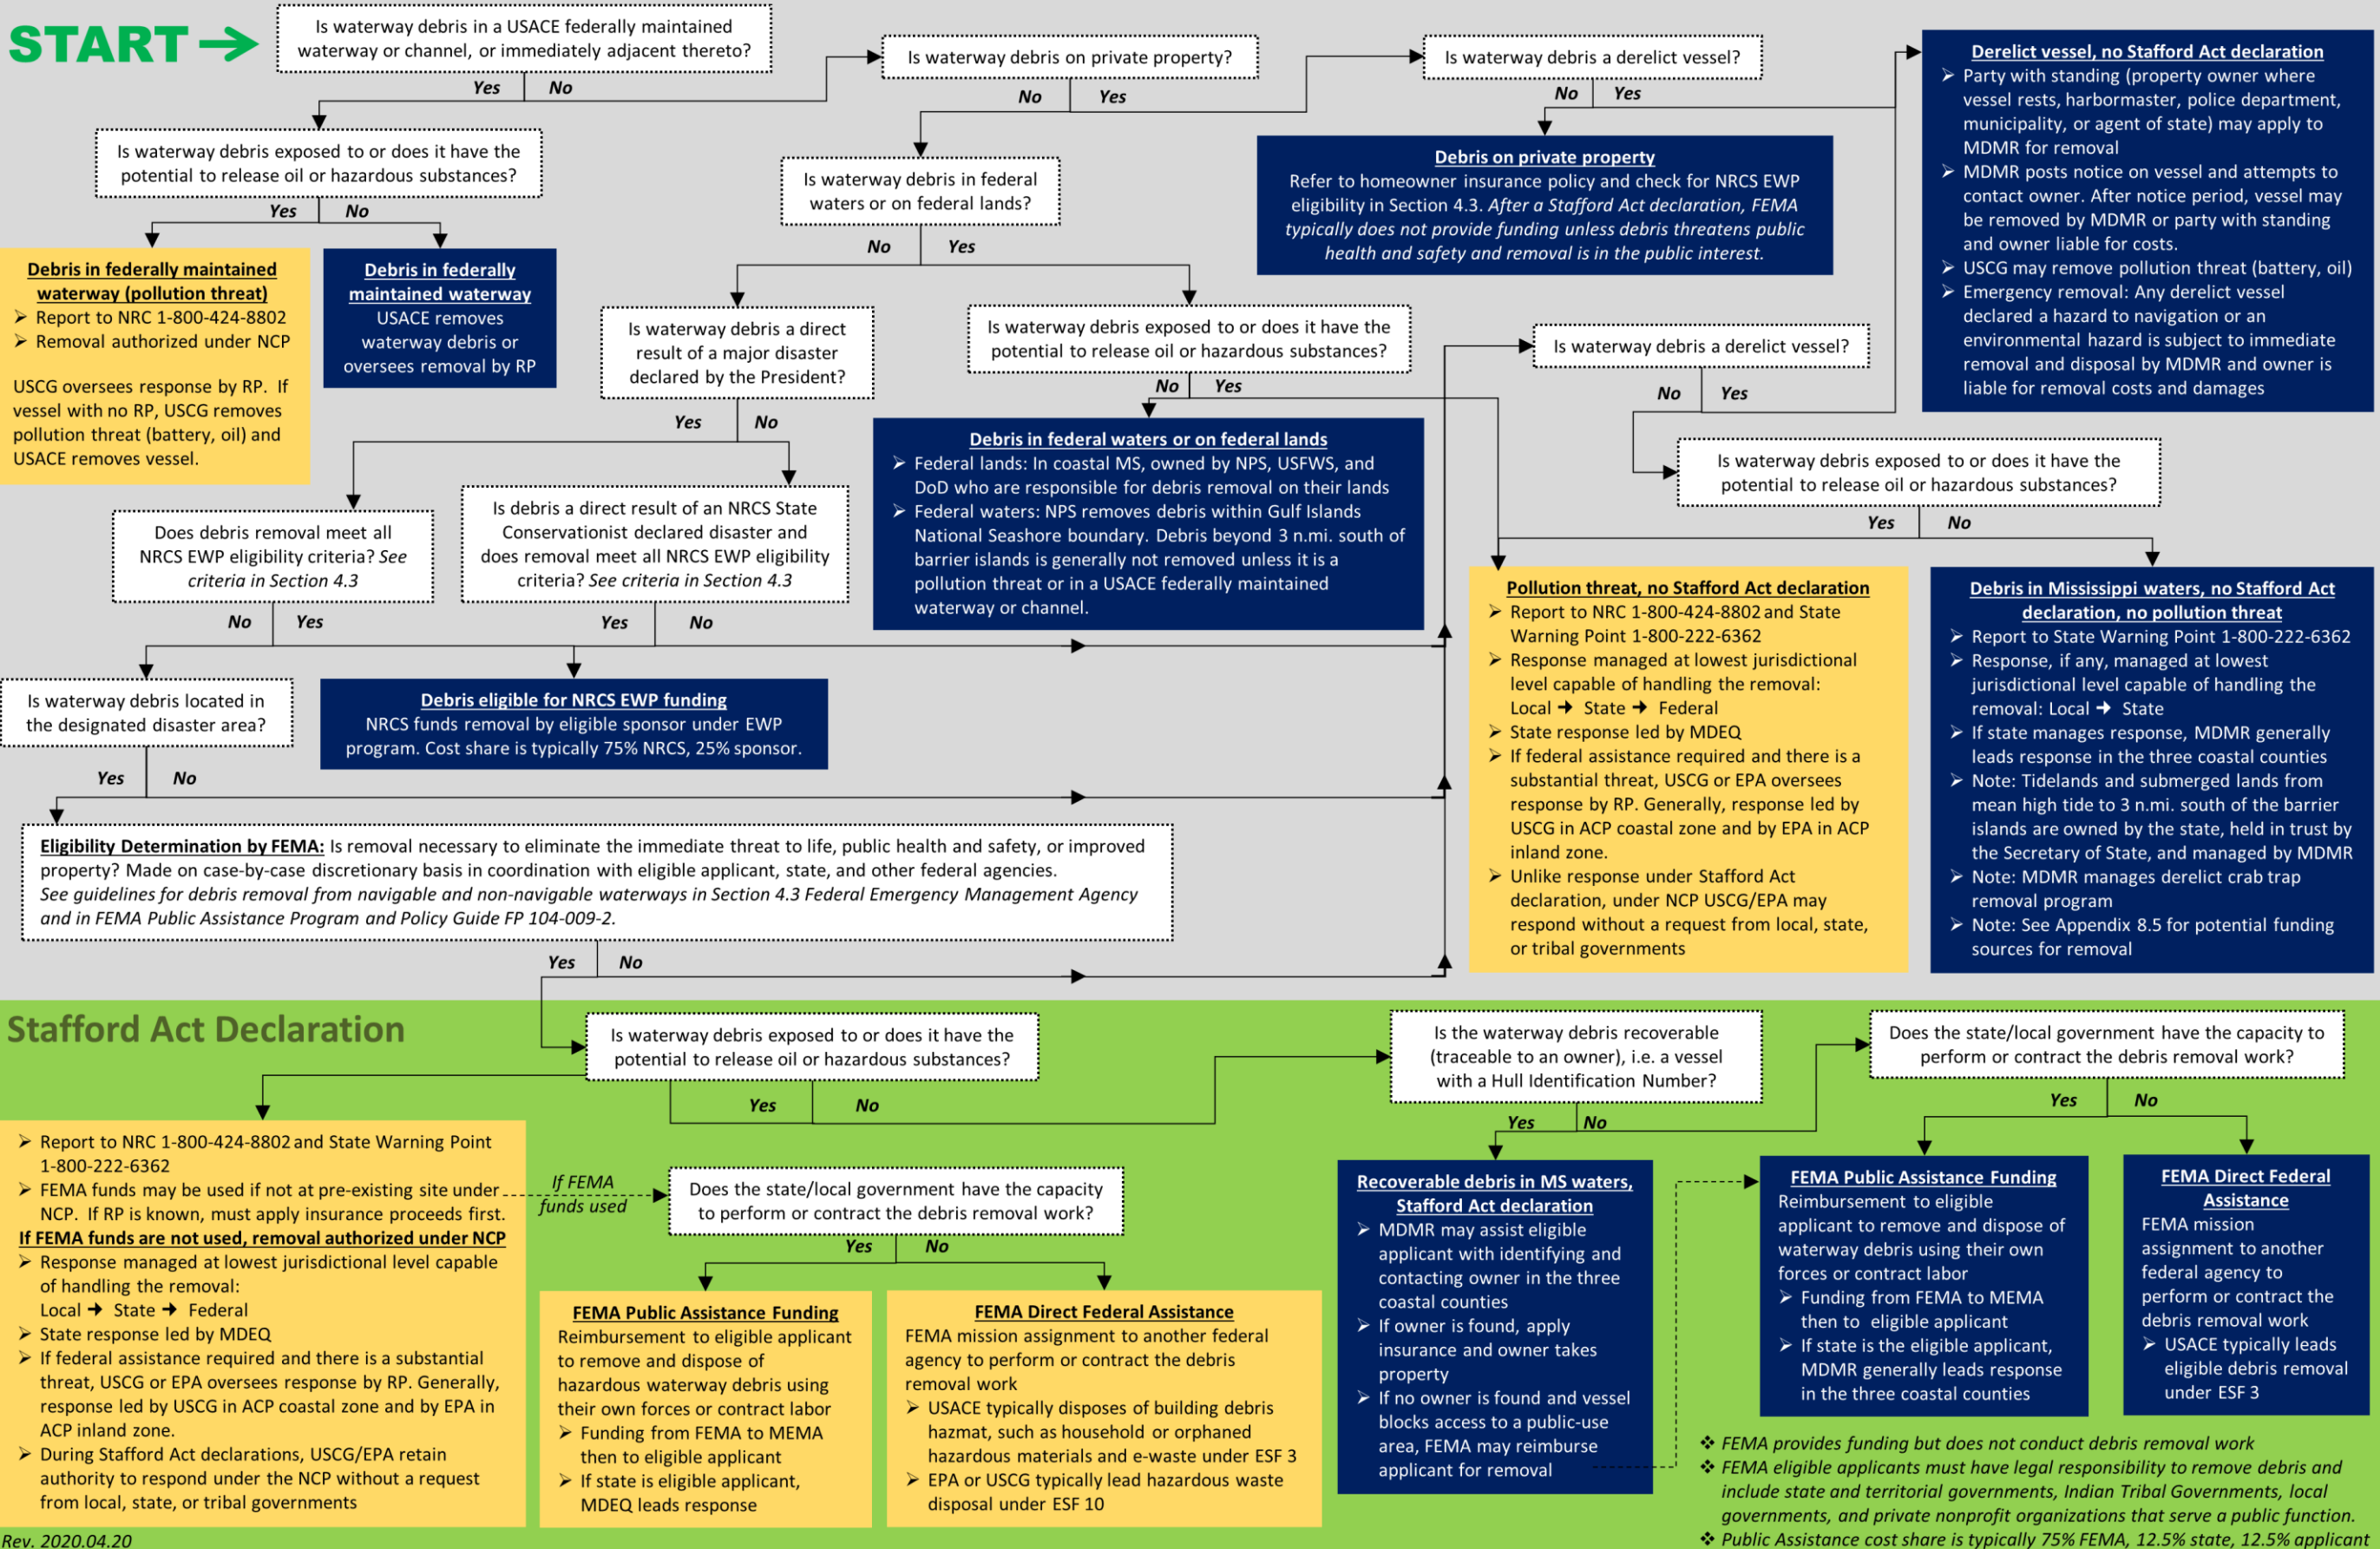 START
Is waterway debris in a USACE federally maintained
waterway or channel, or immediately adjacent thereto?
Yes
No
Is waterway debris on private property?
No
Yes
Is waterway debris a derelict vessel?
No
Yes
Derelict vessel, no Stafford Act declaration
➢ Party with standing (property owner where
vessel rests, harbormaster, police department,
municipality, or agent of state) may apply to
MDMR for removal
➢ MDMR posts notice on vessel and attempts to
contact owner. After notice period, vessel may
be removed by MDMR or party with standing
and owner liable for costs.
➢ USCG may remove pollution threat (battery, oil)
➢ Emergency removal: Any derelict vessel
declared a hazard to navigation or an
environmental hazard is subject to immediate
removal and disposal by MDMR and owner is
liable for removal costs and damages
Is waterway debris exposed to or does it have the
potential to release oil or hazardous substances?
Yes
No
Debris in federally maintained
waterway (pollution threat)
➢ Report to NRC 1-800-424-8802
➢ Removal authorized under NCP
USCG oversees response by RP. If
vessel with no RP, USCG removes
pollution threat (battery, oil) and
USACE removes vessel.
Debris in federally
maintained waterway
USACE removes
waterway debris or
oversees removal by RP
Is waterway debris in federal
waters or on federal lands?
No
Yes
Debris on private property
Refer to homeowner insurance policy and check for NRCS EWP
eligibility in Section 4.3. After a Stafford Act declaration, FEMA
typically does not provide funding unless debris threatens public
health and safety and removal is in the public interest.
Is waterway debris a direct
result of a major disaster
declared by the President?
Yes
No
Is waterway debris exposed to or does it have the
potential to release oil or hazardous substances?
No
Yes
Is waterway debris a derelict vessel?
No
Yes
Debris in federal waters or on federal lands
➢ Federal lands: In coastal MS, owned by NPS, USFWS, and
DoD who are responsible for debris removal on their lands
➢ Federal waters: NPS removes debris within Gulf Islands
National Seashore boundary. Debris beyond 3 n.mi. south of
barrier islands is generally not removed unless it is a
pollution threat or in a USACE federally maintained
waterway or channel.
Is waterway debris exposed to or does it have the
potential to release oil or hazardous substances?
Yes
No
Does debris removal meet all
NRCS EWP eligibility criteria? See
criteria in Section 4.3
No
Yes
Is debris a direct result of an NRCS State
Conservationist declared disaster and
does removal meet all NRCS EWP eligibility
criteria? See criteria in Section 4.3
Yes
No
Pollution threat, no Stafford Act declaration
➢ Report to NRC 1-800-424-8802 and State
Warning Point 1-800-222-6362
➢ Response managed at lowest jurisdictional
level capable of handling the removal:
Local → State → Federal
➢ State response led by MDEQ
➢ If federal assistance required and there is a
substantial threat, USCG or EPA oversees
response by RP. Generally, response led by
USCG in ACP coastal zone and by EPA in ACP
inland zone.
➢ Unlike response under Stafford Act
declaration, under NCP USCG/EPA may
respond without a request from local, state,
or tribal governments
Debris in Mississippi waters, no Stafford Act
declaration, no pollution threat
➢ Report to State Warning Point 1-800-222-6362
➢ Response, if any, managed at lowest
jurisdictional level capable of handling the
removal: Local → State
➢ If state manages response, MDMR generally
leads response in the three coastal counties
➢ Note: Tidelands and submerged lands from
mean high tide to 3 n.mi. south of the barrier
islands are owned by the state, held in trust by
the Secretary of State, and managed by MDMR
➢ Note: MDMR manages derelict crab trap
removal program
➢ Note: See Appendix 8.5 for potential funding
sources for removal
Is waterway debris located in
the designated disaster area?
Yes
No
Debris eligible for NRCS EWP funding
NRCS funds removal by eligible sponsor under EWP
program. Cost share is typically 75% NRCS, 25% sponsor.
Eligibility Determination by FEMA: Is removal necessary to eliminate the immediate threat to life, public health and safety, or improved
property? Made on case-by-case discretionary basis in coordination with eligible applicant, state, and other federal agencies.
See guidelines for debris removal from navigable and non-navigable waterways in Section 4.3 Federal Emergency Management Agency
and in FEMA Public Assistance Program and Policy Guide FP 104-009-2.
Yes
No
Stafford Act Declaration
Is waterway debris exposed to or does it have the
potential to release oil or hazardous substances?
Yes
No
Is the waterway debris recoverable
(traceable to an owner), i.e. a vessel
with a Hull Identification Number?
Yes
No
Does the state/local government have the capacity to
perform or contract the debris removal work?
Yes
No
➢ Report to NRC 1-800-424-8802 and State Warning Point
1-800-222-6362
➢ FEMA funds may be used if not at pre-existing site under
NCP. If RP is known, must apply insurance proceeds first.
If FEMA funds are not used, removal authorized under NCP
➢ Response managed at lowest jurisdictional level capable
of handling the removal:
Local → State → Federal
➢ State response led by MDEQ
➢ If federal assistance required and there is a substantial
threat, USCG or EPA oversees response by RP. Generally,
response led by USCG in ACP coastal zone and by EPA in
ACP inland zone.
➢ During Stafford Act declarations, USCG/EPA retain
authority to respond under the NCP without a request
from local, state, or tribal governments
If FEMA
funds used
Does the state/local government have the capacity
to perform or contract the debris removal work?
Yes
No
FEMA Public Assistance Funding
Reimbursement to eligible applicant
to remove and dispose of
hazardous waterway debris using
their own forces or contract labor
➢ Funding from FEMA to MEMA
then to eligible applicant
➢ If state is eligible applicant,
MDEQ leads response
FEMA Direct Federal Assistance
FEMA mission assignment to another federal
agency to perform or contract the debris
removal work
➢ USACE typically disposes of building debris
hazmat, such as household or orphaned
hazardous materials and e-waste under ESF 3
➢ EPA or USCG typically lead hazardous waste
disposal under ESF 10
Recoverable debris in MS waters,
Stafford Act declaration
➢ MDMR may assist eligible
applicant with identifying and
contacting owner in the three
coastal counties
➢ If owner is found, apply
insurance and owner takes
property
➢ If no owner is found and vessel
blocks access to a public-use
area, FEMA may reimburse
applicant for removal
FEMA Public Assistance Funding
Reimbursement to eligible
applicant to remove and dispose of
waterway debris using their own
forces or contract labor
➢ Funding from FEMA to MEMA
then to eligible applicant
➢ If state is the eligible applicant,
MDMR generally leads response
in the three coastal counties
FEMA Direct Federal
Assistance
FEMA mission
assignment to another
federal agency to
perform or contract the
debris removal work
➢ USACE typically leads
eligible debris removal
under ESF 3
❖ FEMA provides funding but does not conduct debris removal work
❖ FEMA eligible applicants must have legal responsibility to remove debris and
include state and territorial governments, Indian Tribal Governments, local
governments, and private nonprofit organizations that serve a public function.
❖ Public Assistance cost share is typically 75% FEMA, 12.5% state, 12.5% applicant
Rev. 2020.04.20